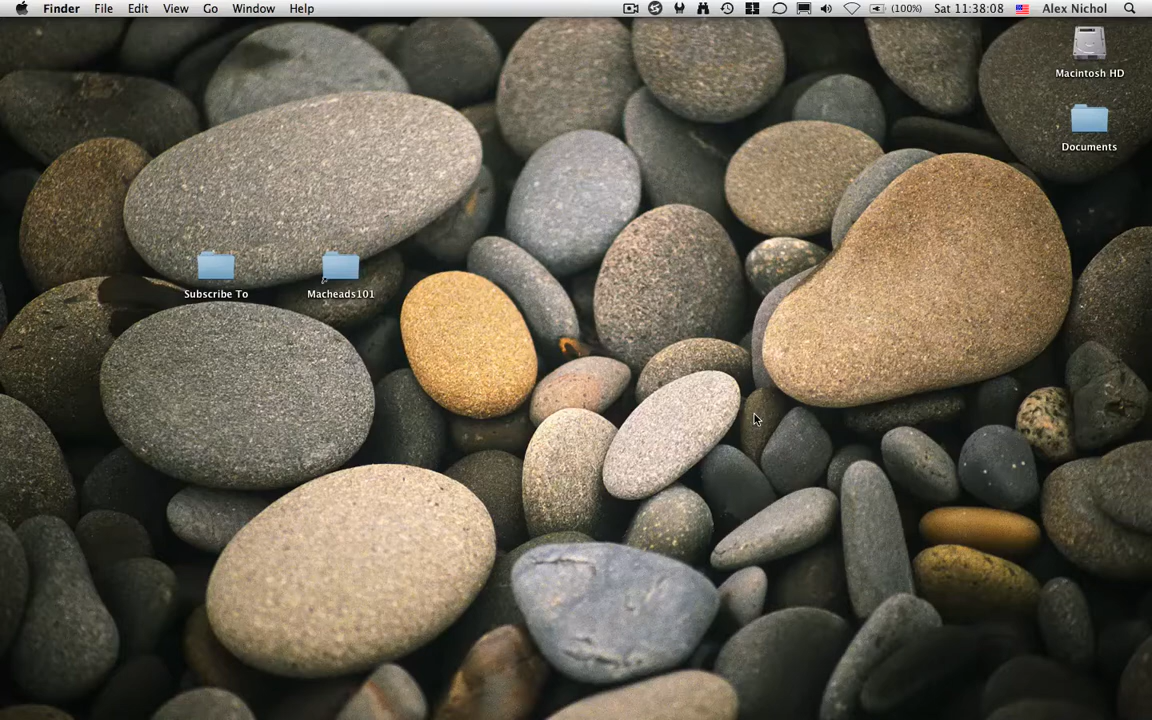 Finder File Edit View Go Window Help (100%) Sat 11:38:08 Alex Nichol
Macintosh HD
Documents
Subscribe To Macheads101